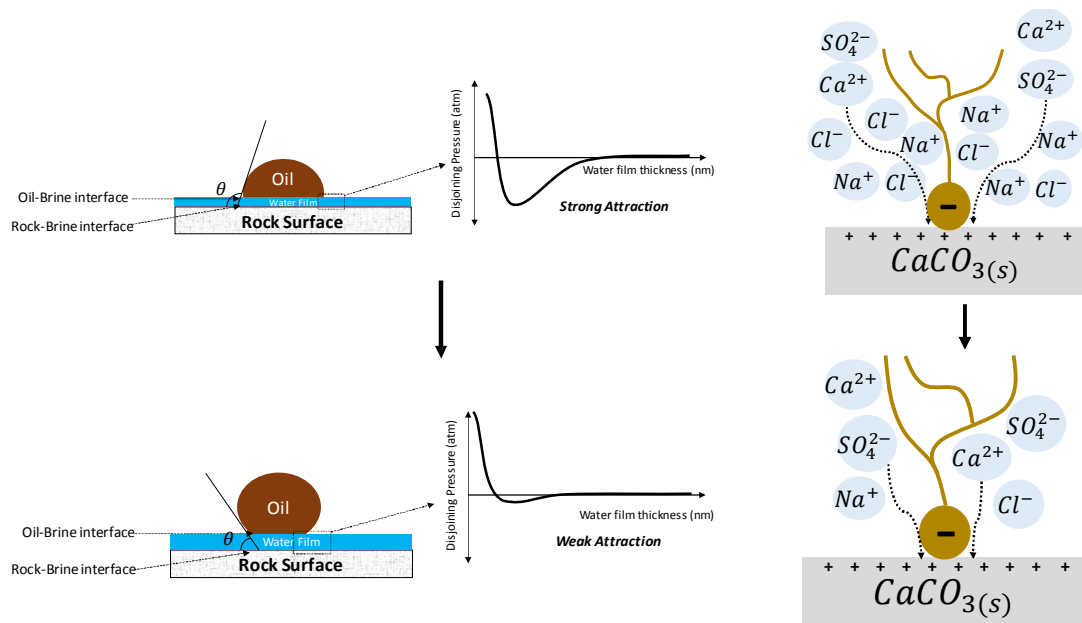 Oil
θ
Oil-Brine interface
Water Film
Rock-Brine interface
Rock Surface
Disjoining Pressure (atm)
Water film thickness (nm)
Strong Attraction
SO₄²⁻
Ca²⁺
Ca²⁺
SO₄²⁻
Cl⁻
Na⁺
Cl⁻
Na⁺
Cl⁻
Na⁺
Na⁺
Cl⁻
Na⁺
Cl⁻
-
+ + + + + + + + + +
CaCO₃₍ₛ₎
Oil
Oil-Brine interface
θ
Water Film
Rock-Brine interface
Rock Surface
Disjoining Pressure (atm)
Water film thickness (nm)
Weak Attraction
Ca²⁺
SO₄²⁻
SO₄²⁻
Ca²⁺
Na⁺
Cl⁻
-
+ + + + + + + + + +
CaCO₃₍ₛ₎